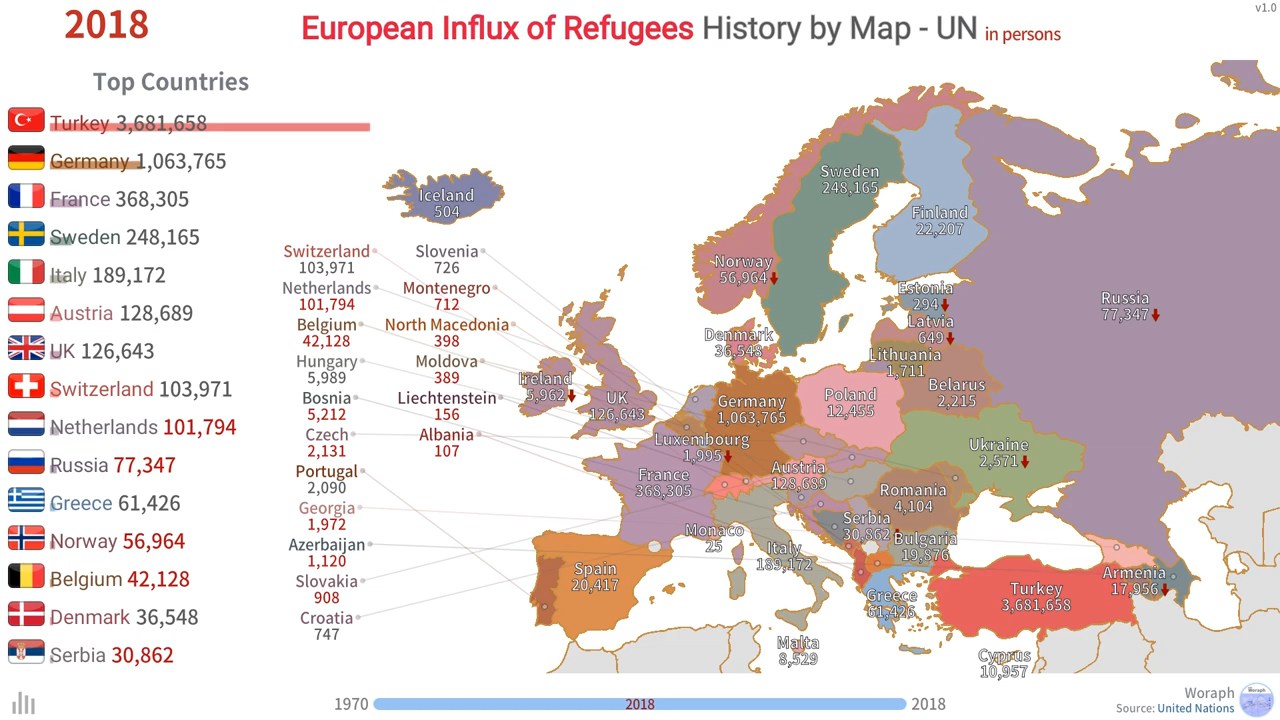 2018
European Influx of Refugees History by Map - UN in persons
v1.0
Top Countries
Turkey 3,681,658
Germany 1,063,765
France 368,305
Sweden 248,165
Italy 189,172
Austria 128,689
UK 126,643
Switzerland 103,971
Netherlands 101,794
Russia 77,347
Greece 61,426
Norway 56,964
Belgium 42,128
Denmark 36,548
Serbia 30,862
Iceland
504
Switzerland
103,971
Netherlands
101,794
Belgium
42,128
Hungary
5,989
Bosnia
5,212
Czech
2,131
Portugal
2,090
Georgia
1,972
Azerbaijan
1,120
Slovakia
908
Croatia
747
Slovenia
726
Montenegro
712
North Macedonia
398
Moldova
389
Liechtenstein
156
Albania
107
Sweden
248,165
Finland
22,207
Norway
56,964
Estonia
294
Latvia
649
Russia
77,347
Denmark
36,548
Lithuania
1,711
Belarus
2,215
Ireland
5,962
UK
126,643
Germany
1,063,765
Poland
12,455
Luxembourg
1,995
Ukraine
2,571
France
368,305
Austria
128,689
Romania
4,104
Monaco
25
Serbia
30,862
Bulgaria
19,876
Italy
189,172
Spain
20,417
Greece
61,426
Turkey
3,681,658
Armenia
17,956
Malta
8,529
Cyprus
10,957
1970
2018
2018
Woraph
Source: United Nations
Woraph